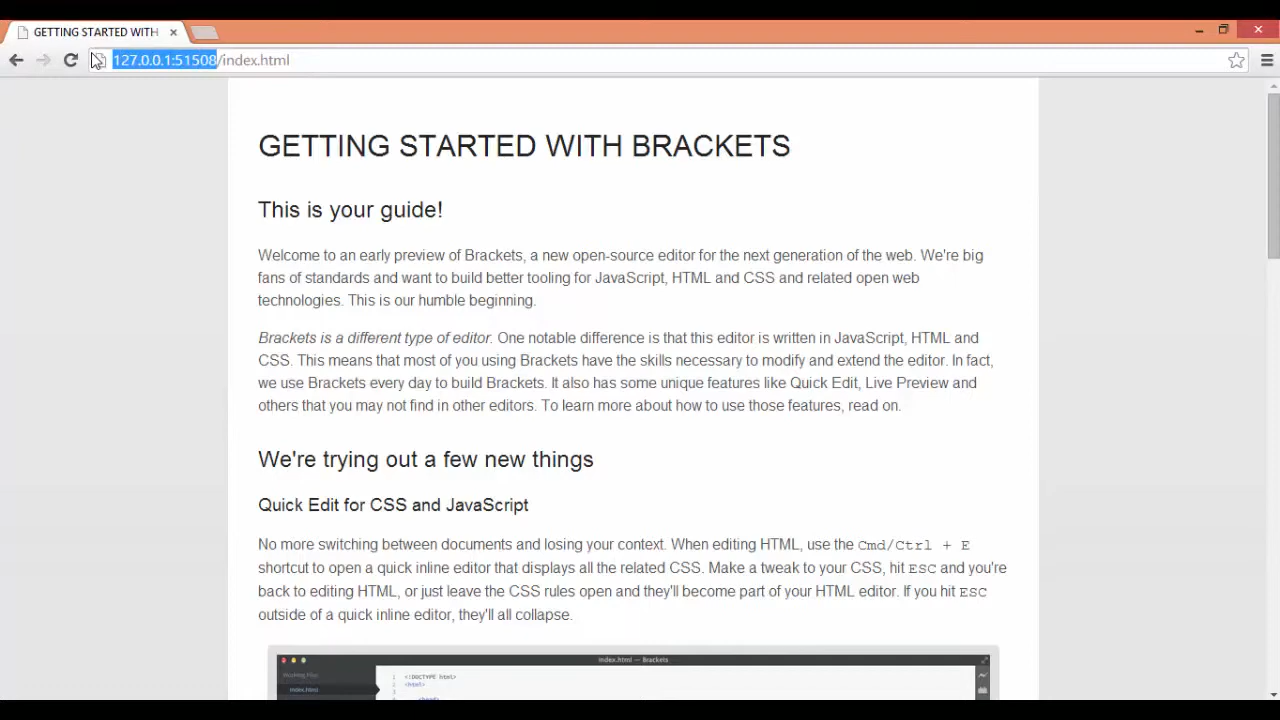 GETTING STARTED WITH
127.0.0.1:51508/index.html
GETTING STARTED WITH BRACKETS
This is your guide!
Welcome to an early preview of Brackets, a new open-source editor for the next generation of the web. We're big
fans of standards and want to build better tooling for JavaScript, HTML and CSS and related open web
technologies. This is our humble beginning.
Brackets is a different type of editor. One notable difference is that this editor is written in JavaScript, HTML and
CSS. This means that most of you using Brackets have the skills necessary to modify and extend the editor. In fact,
we use Brackets every day to build Brackets. It also has some unique features like Quick Edit, Live Preview and
others that you may not find in other editors. To learn more about how to use those features, read on.
We're trying out a few new things
Quick Edit for CSS and JavaScript
No more switching between documents and losing your context. When editing HTML, use the Cmd/Ctrl + E
shortcut to open a quick inline editor that displays all the related CSS. Make a tweak to your CSS, hit ESC and you're
back to editing HTML, or just leave the CSS rules open and they'll become part of your HTML editor. If you hit ESC
outside of a quick inline editor, they'll all collapse.
index.html — Brackets
Working Files
index.html
1 <!DOCTYPE html>
2 <html>
3